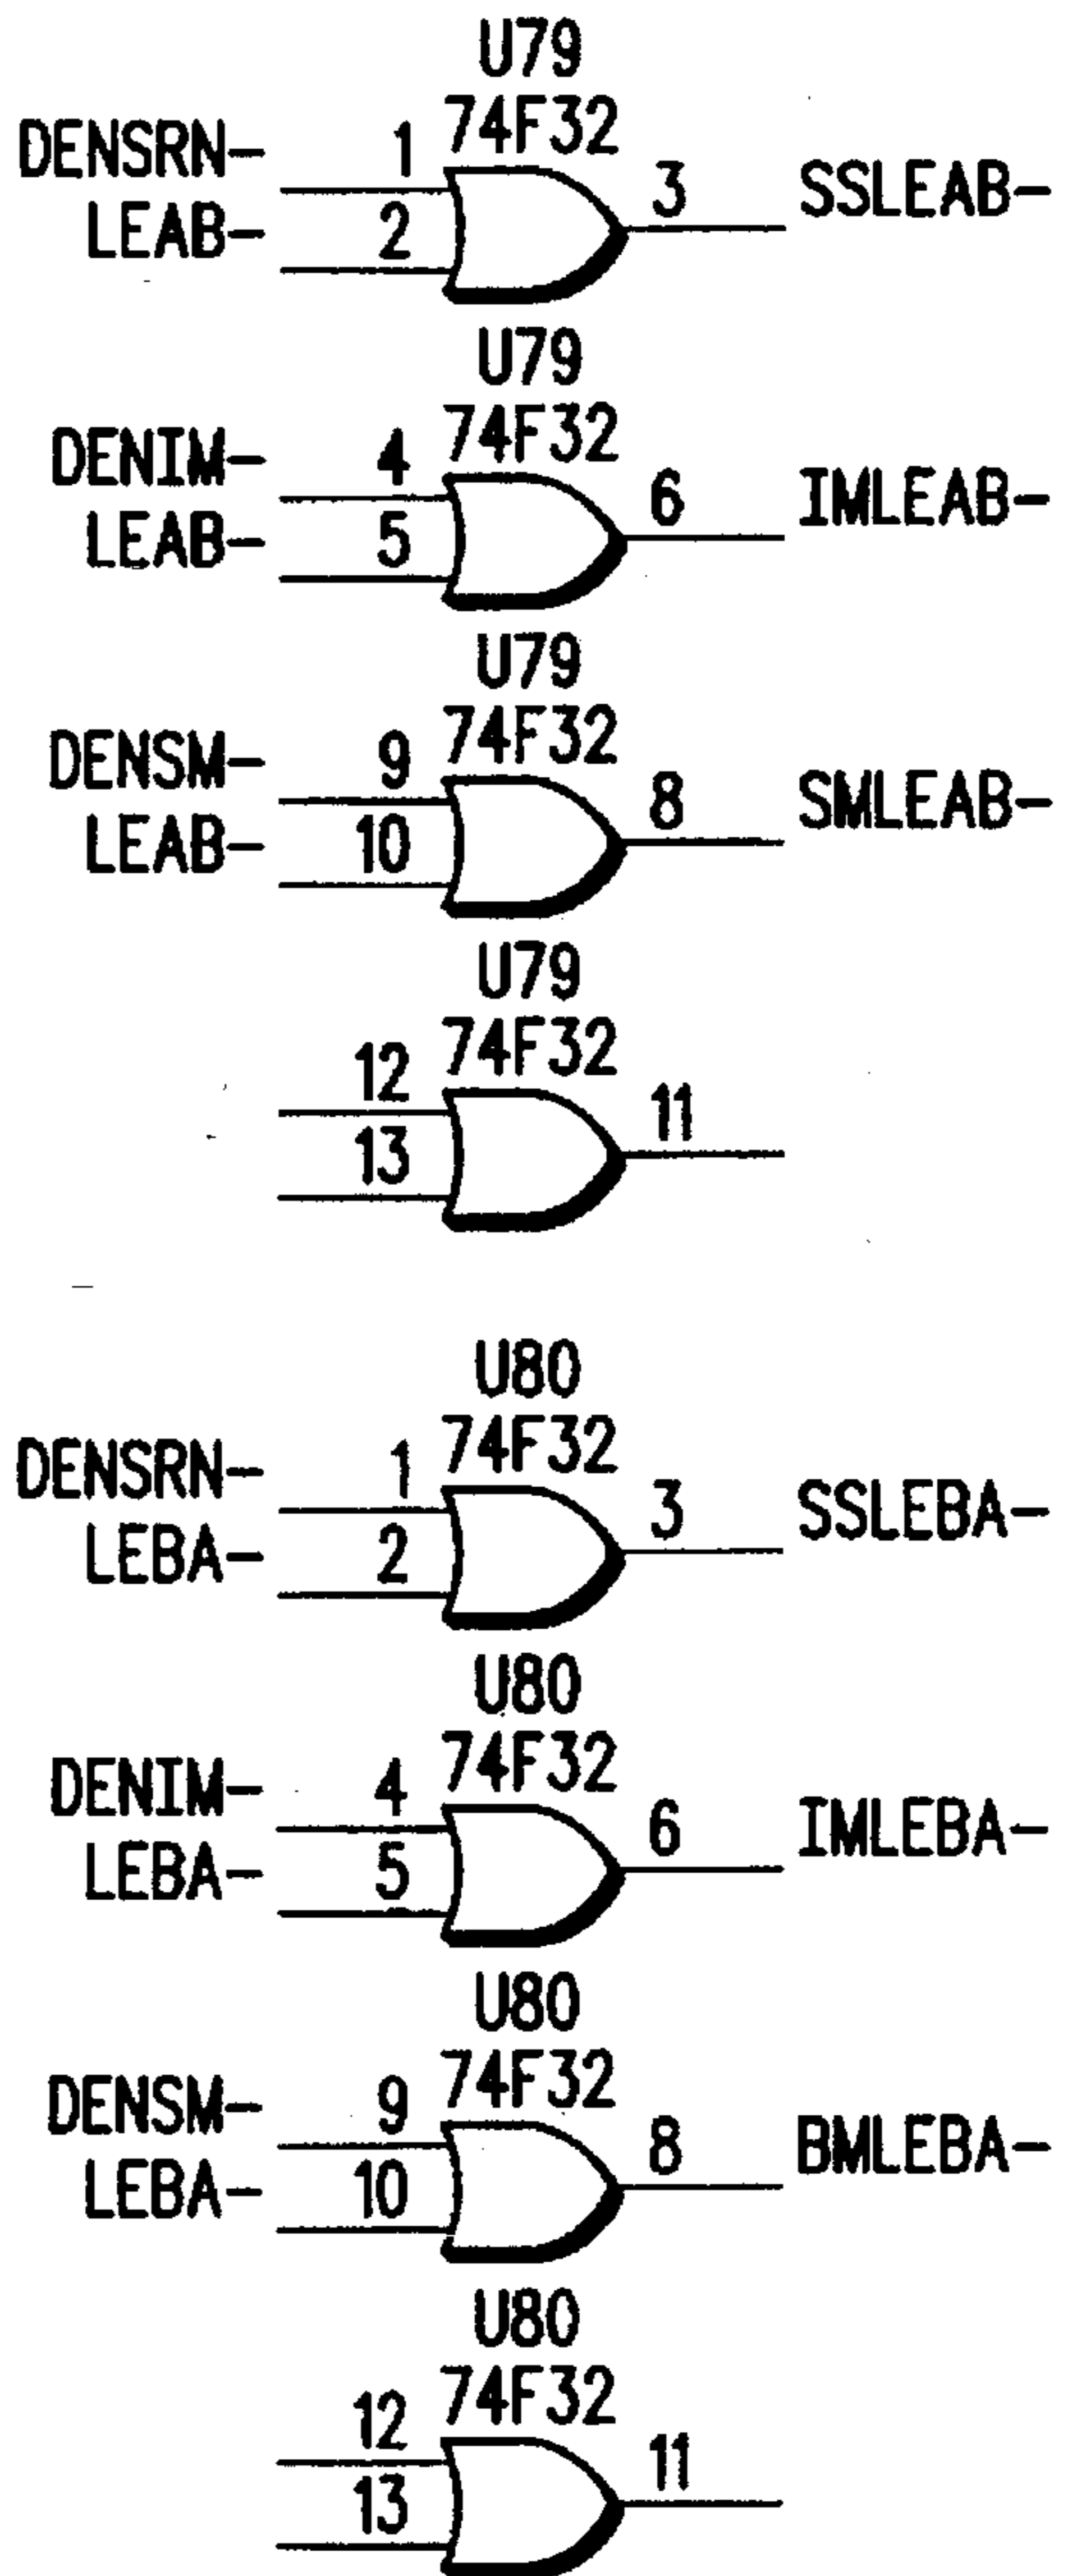 U79
74F32
DENSRN- 1
LEAB- 2
3 SSLEAB-
U79
74F32
DENIM- 4
LEAB- 5
6 IMLEAB-
U79
74F32
DENSM- 9
LEAB- 10
8 SMLEAB-
U79
74F32
12
13
11
U80
74F32
DENSRN- 1
LEBA- 2
3 SSLEBA-
U80
74F32
DENIM- 4
LEBA- 5
6 IMLEBA-
U80
74F32
DENSM- 9
LEBA- 10
8 BMLEBA-
U80
74F32
12
13
11